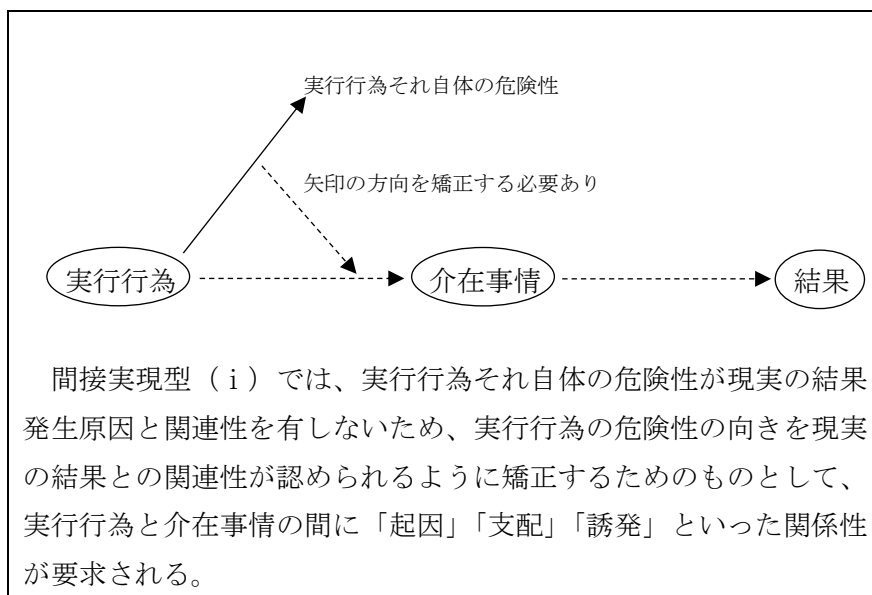 実行行為それ自体の危険性
矢印の方向を矯正する必要あり
実行行為
介在事情
結果
間接実現型（ｉ）では、実行行為それ自体の危険性が現実の結果
発生原因と関連性を有しないため、実行行為の危険性の向きを現実
の結果との関連性が認められるように矯正するためのものとして、
実行行為と介在事情の間に「起因」「支配」「誘発」といった関係性
が要求される。